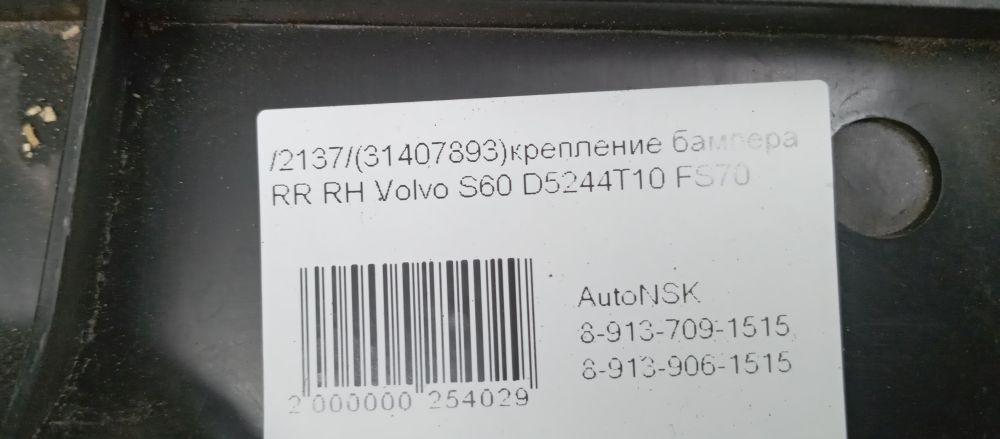 /2137/(31407893)крепление бампера
RR RH Volvo S60 D5244T10 FS70
AutoNSK
8-913-709-1515
8-913-906-1515
2 000000 254029